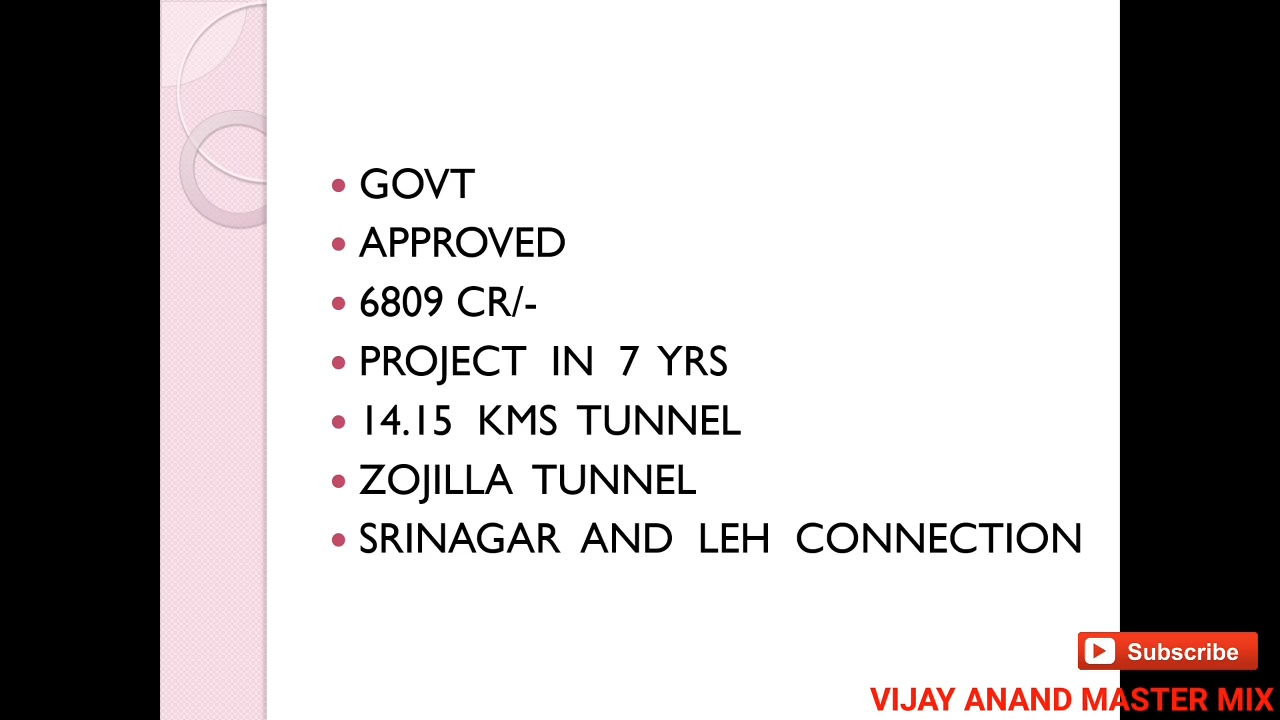 GOVT
APPROVED
6809 CR/-
PROJECT IN 7 YRS
14.15 KMS TUNNEL
ZOJILLA TUNNEL
SRINAGAR AND LEH CONNECTION
Subscribe
VIJAY ANAND MASTER MIX